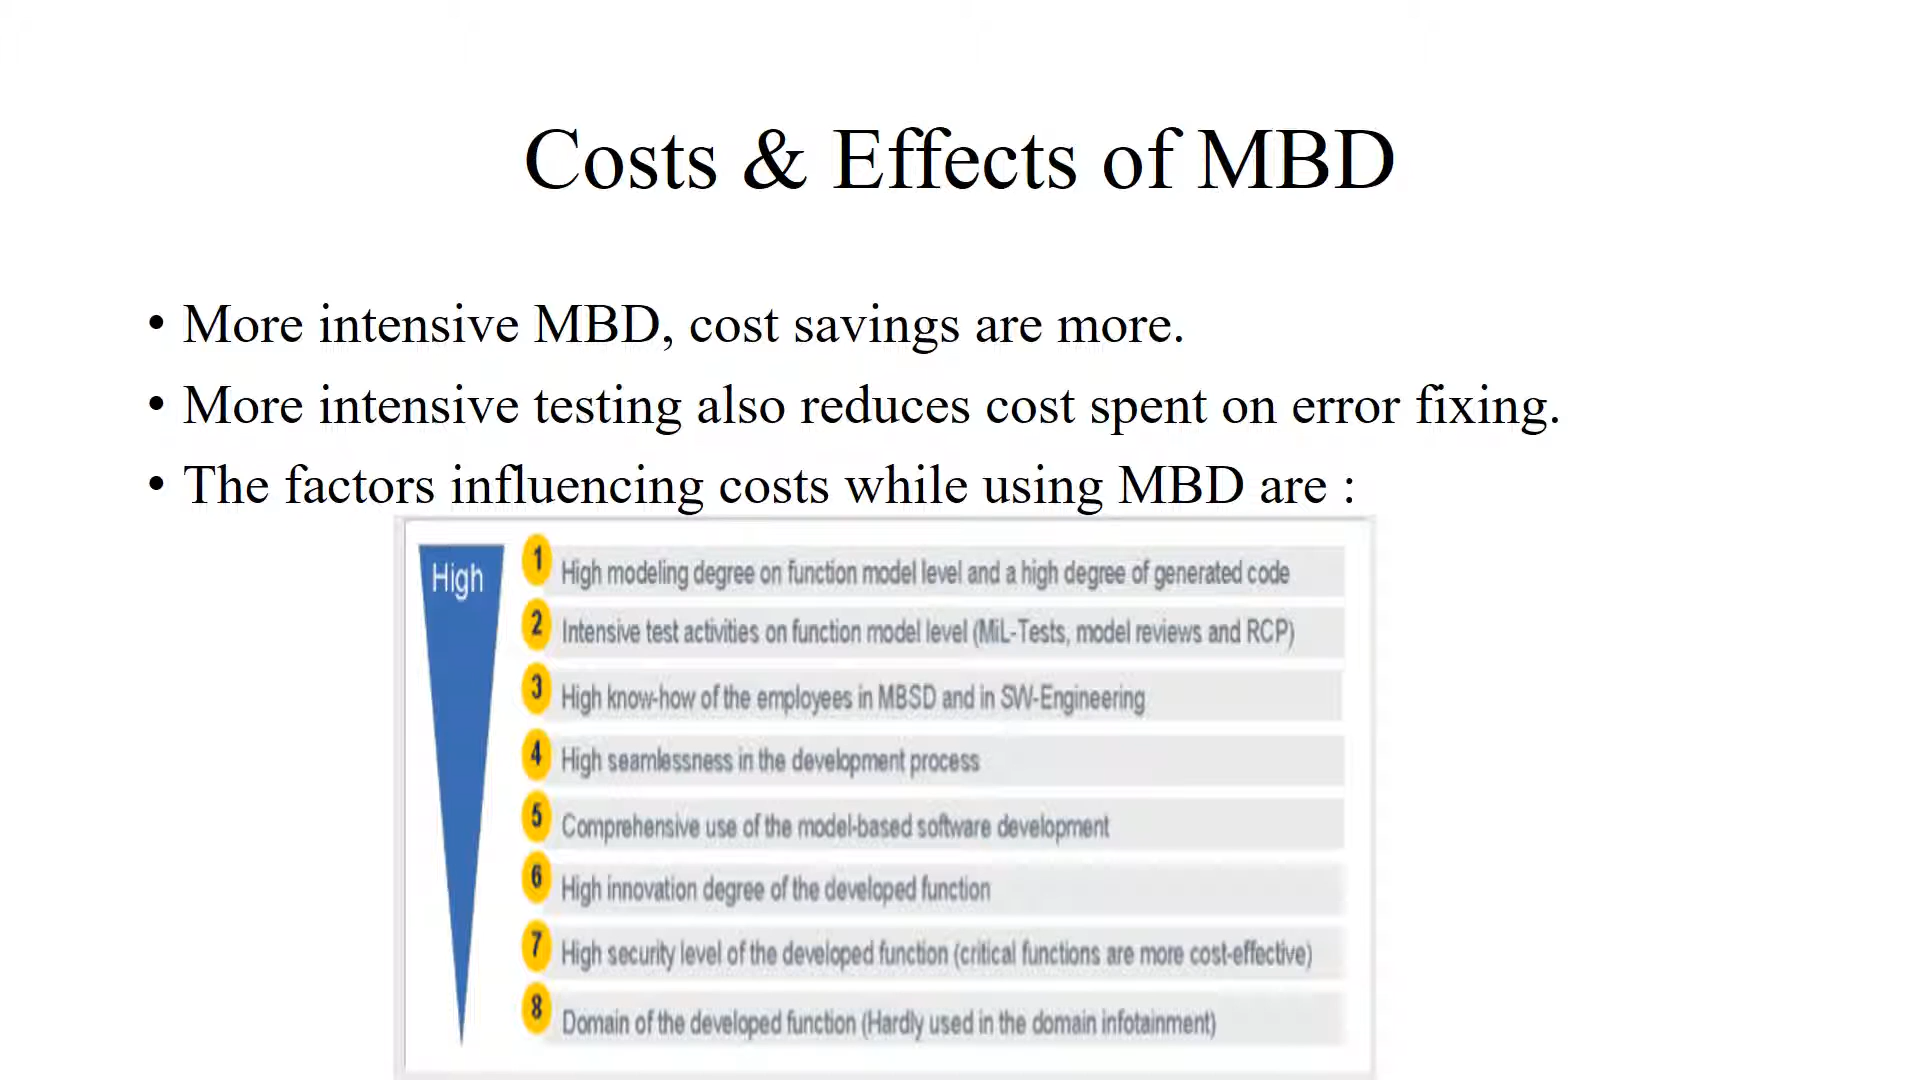 Costs & Effects of MBD
• More intensive MBD, cost savings are more.
• More intensive testing also reduces cost spent on error fixing.
• The factors influencing costs while using MBD are :
High
1 High modeling degree on function model level and a high degree of generated code
2 Intensive test activities on function model level (MiL-Tests, model reviews and RCP)
3 High know-how of the employees in MBSD and in SW-Engineering
4 High seamlessness in the development process
5 Comprehensive use of the model-based software development
6 High innovation degree of the developed function
7 High security level of the developed function (critical functions are more cost-effective)
8 Domain of the developed function (Hardly used in the domain infotainment)